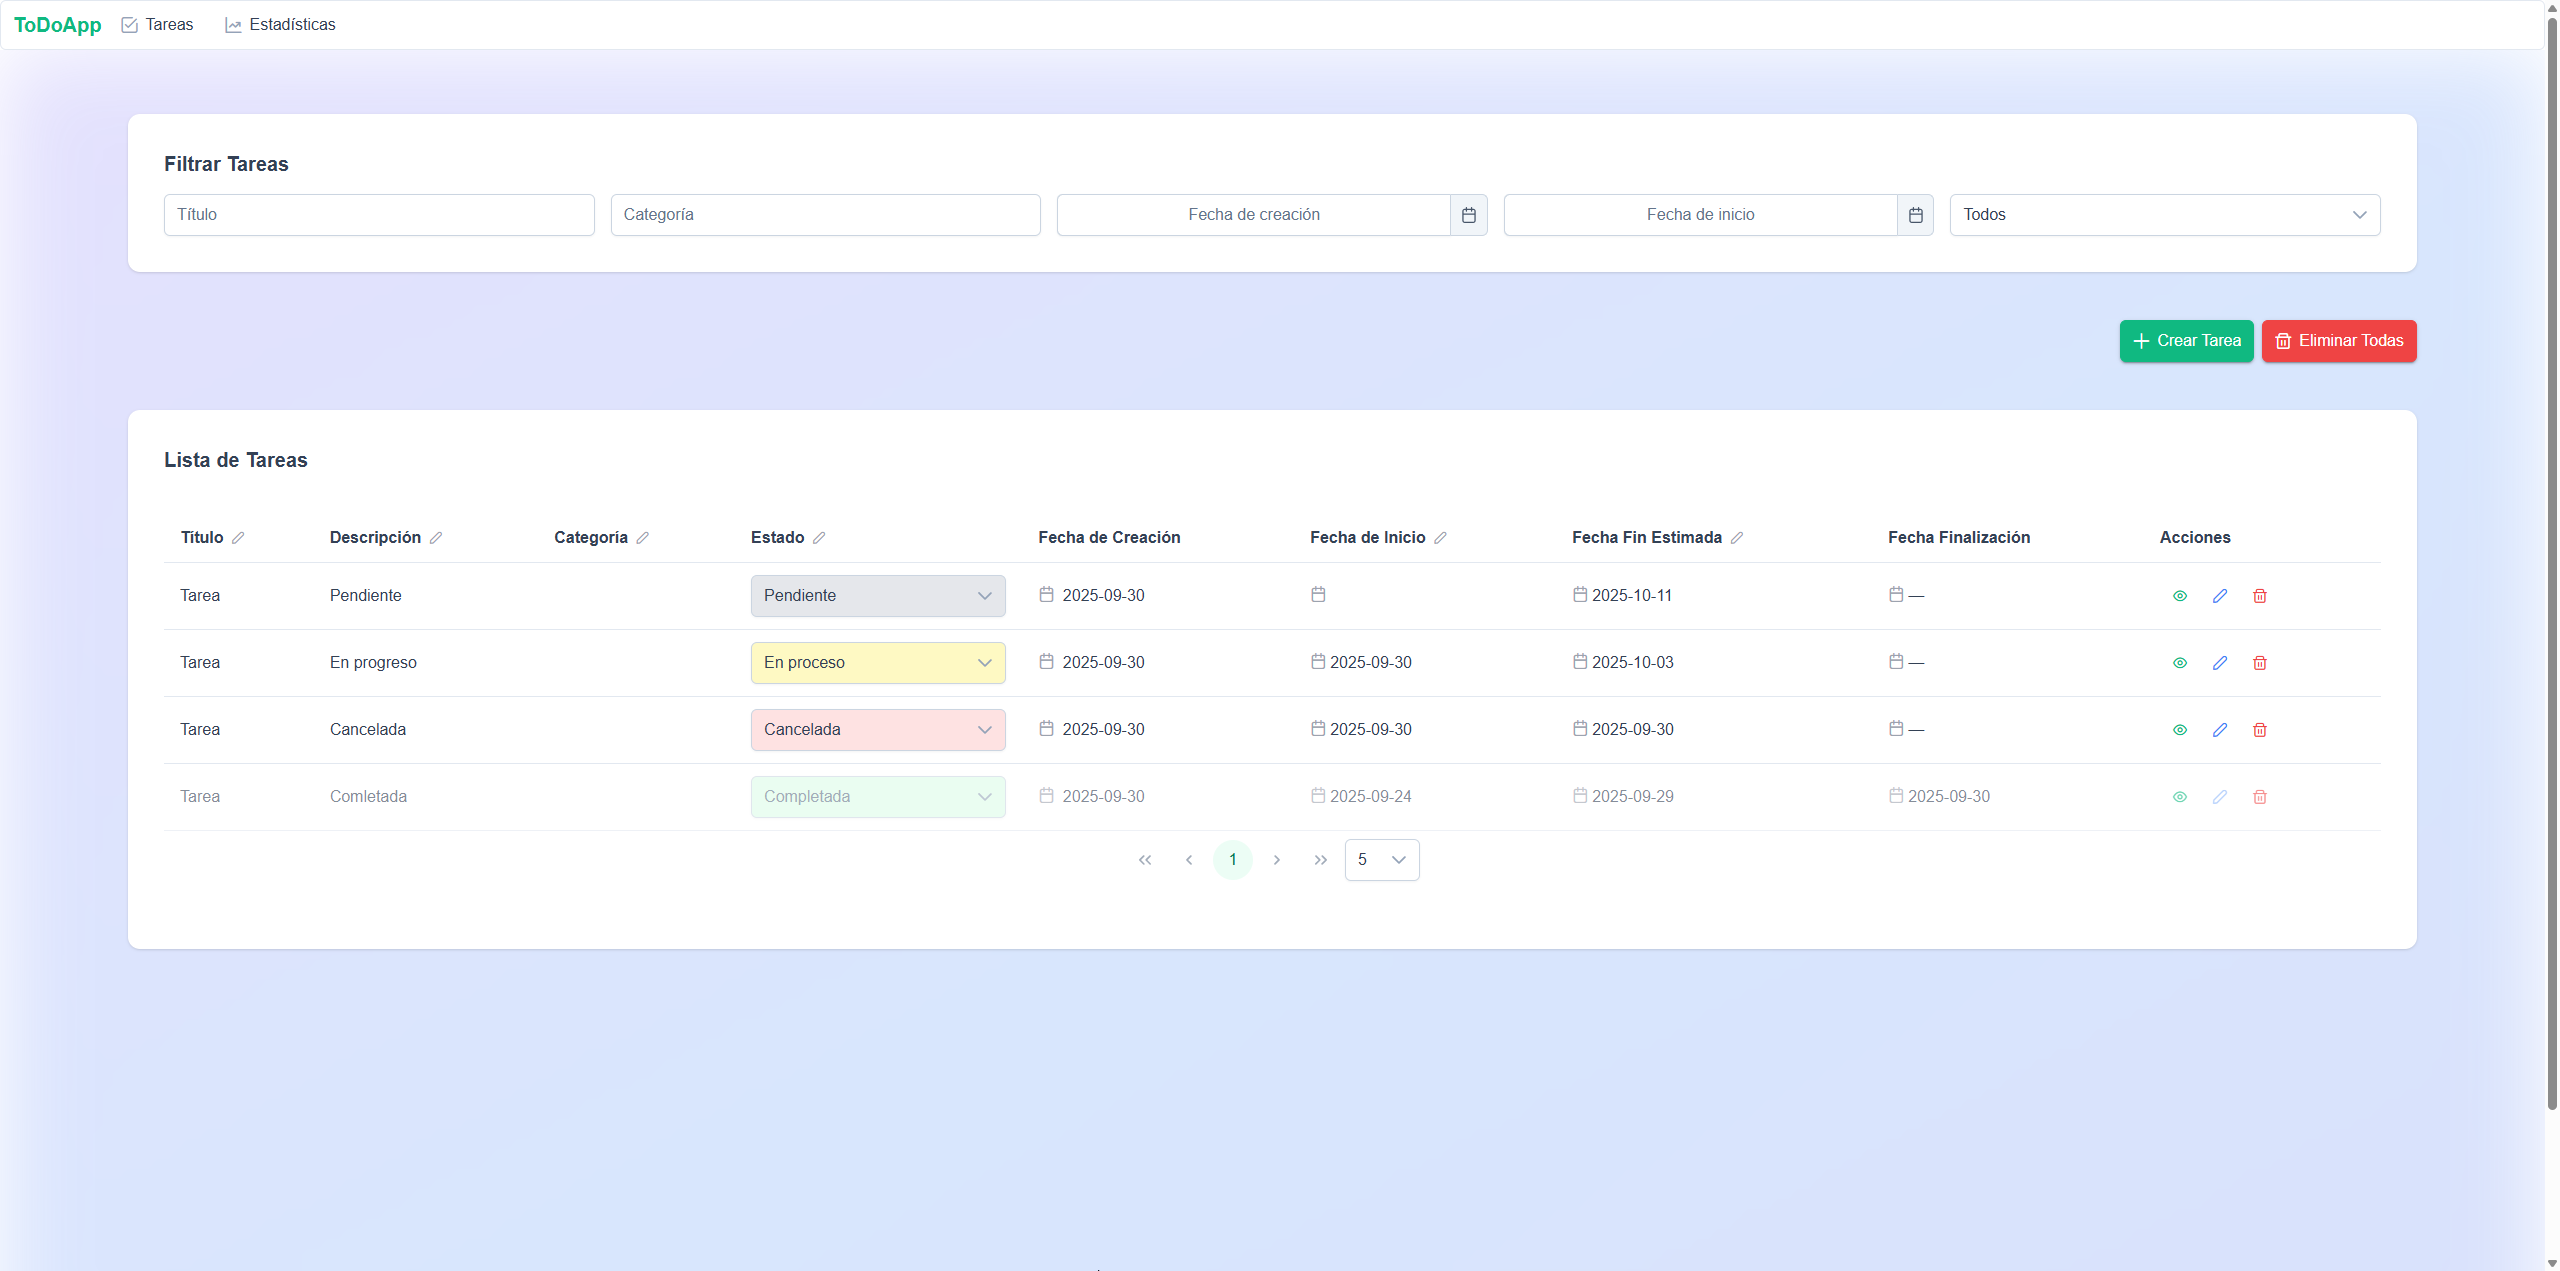 ToDoApp Tareas Estadísticas
Filtrar Tareas
Título Categoría Fecha de creación Fecha de inicio Todos
Crear Tarea Eliminar Todas
Lista de Tareas
Título Descripción Categoría Estado Fecha de Creación Fecha de Inicio Fecha Fin Estimada Fecha Finalización Acciones
Tarea Pendiente Pendiente 2025-09-30 2025-10-11 —
Tarea En progreso En proceso 2025-09-30 2025-09-30 2025-10-03 —
Tarea Cancelada Cancelada 2025-09-30 2025-09-30 2025-09-30 —
Tarea Comletada Completada 2025-09-30 2025-09-24 2025-09-29 2025-09-30
1 5